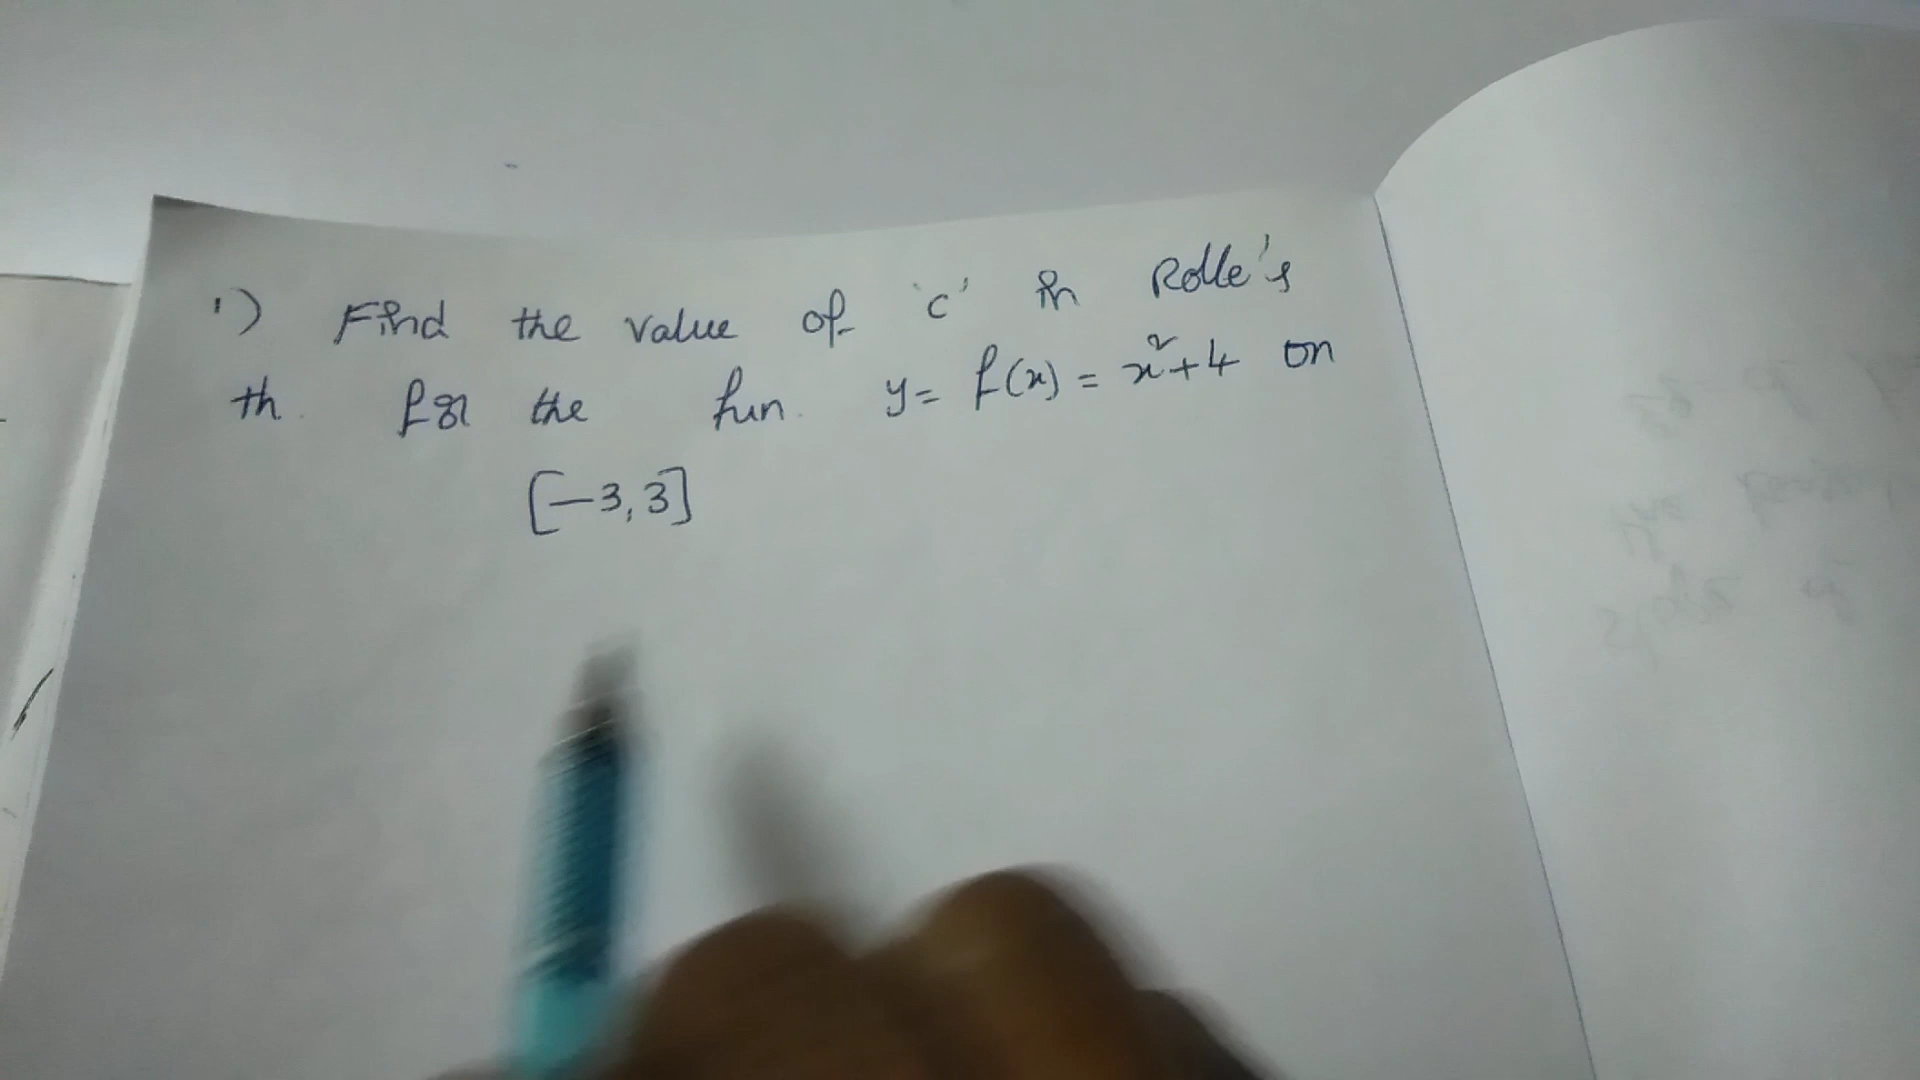 1) Find the value of 'c' in Rolle's
th. for the fun. y = f(x) = x²+4 on
[-3,3]